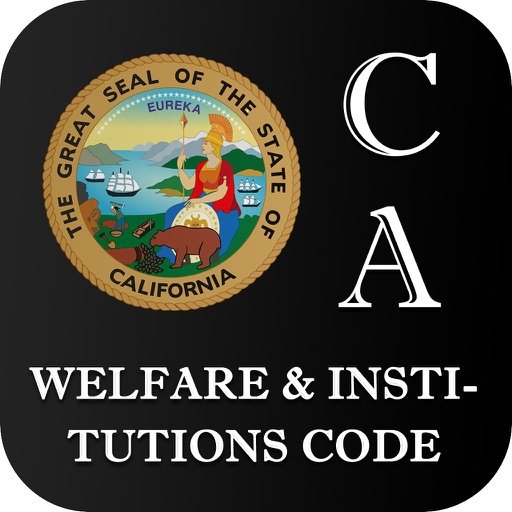 THE GREAT SEAL OF THE STATE OF
CALIFORNIA
EUREKA
C
A
WELFARE & INSTI-
TUTIONS CODE